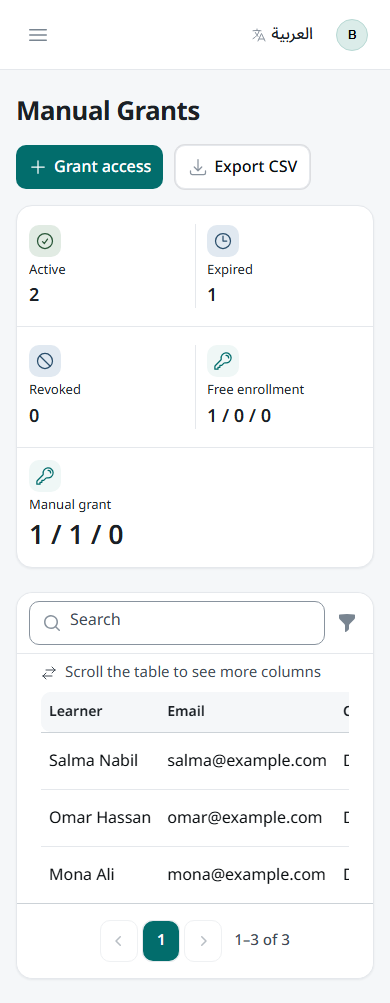 العربية
B
Manual Grants
Grant access
Export CSV
Active
2
Expired
1
Revoked
0
Free enrollment
1 / 0 / 0
Manual grant
1 / 1 / 0
Search
Scroll the table to see more columns
Learner Email
Salma Nabil salma@example.com
Omar Hassan omar@example.com
Mona Ali mona@example.com
1
1–3 of 3